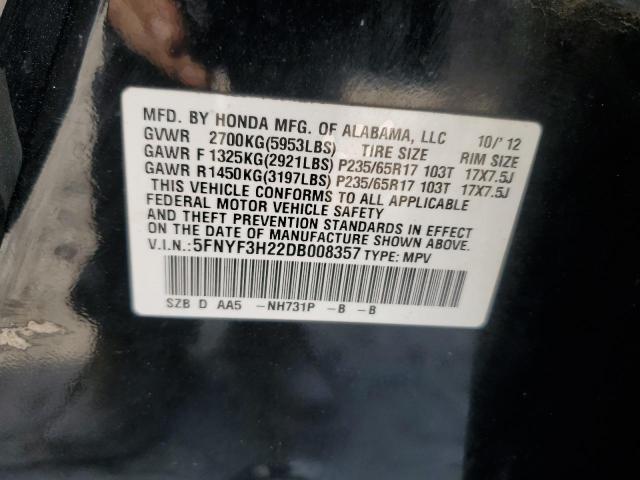 MFD. BY HONDA MFG. OF ALABAMA, LLC 10/' 12
GVWR 2700KG(5953LBS) TIRE SIZE RIM SIZE
GAWR F 1325KG(2921LBS) P235/65R17 103T 17X7.5J
GAWR R1450KG(3197LBS) P235/65R17 103T 17X7.5J
THIS VEHICLE CONFORMS TO ALL APPLICABLE
FEDERAL MOTOR VEHICLE SAFETY
AND THEFT PREVENTION STANDARDS IN EFFECT
ON THE DATE OF MANUFACTURE SHOWN ABOVE.
V.I.N.:5FNYF3H22DB008357 TYPE: MPV
SZB D AA5 -NH731P -B -B